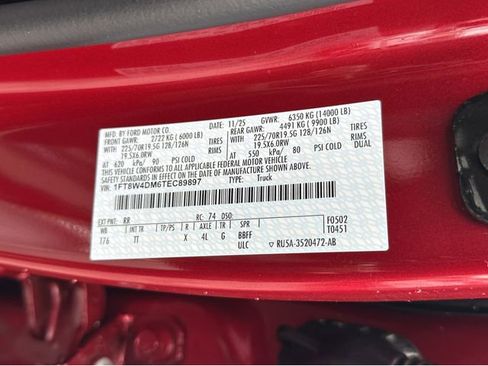 MFD. BY FORD MOTOR CO.
DATE: 11/25 GVWR: 6350 KG (14000 LB)
FRONT GAWR: 2722 KG (6000 LB) REAR GAWR: 4491 KG (9900 LB)
WITH 225/70R19.5G 128/126N TIRES WITH 225/70R19.5G 128/126N TIRES
19.5X6.0RW RIMS 19.5X6.0RW RIMS
AT 620 kPa/ 90 PSI COLD AT 550 kPa/ 80 PSI COLD DUAL
THIS VEHICLE CONFORMS TO ALL APPLICABLE FEDERAL MOTOR VEHICLE
SAFETY STANDARDS IN EFFECT ON THE DATE OF MANUFACTURE SHOWN ABOVE.
VIN: 1FT8W4DM6TEC89897 TYPE: Truck
EXT PNT: RR RC: 74 DSO: F0502
WB INT TR TP/PS R AXLE TR SPR T0451
176 TT X 4L G BBFF
ULC RU5A-3520472-AB